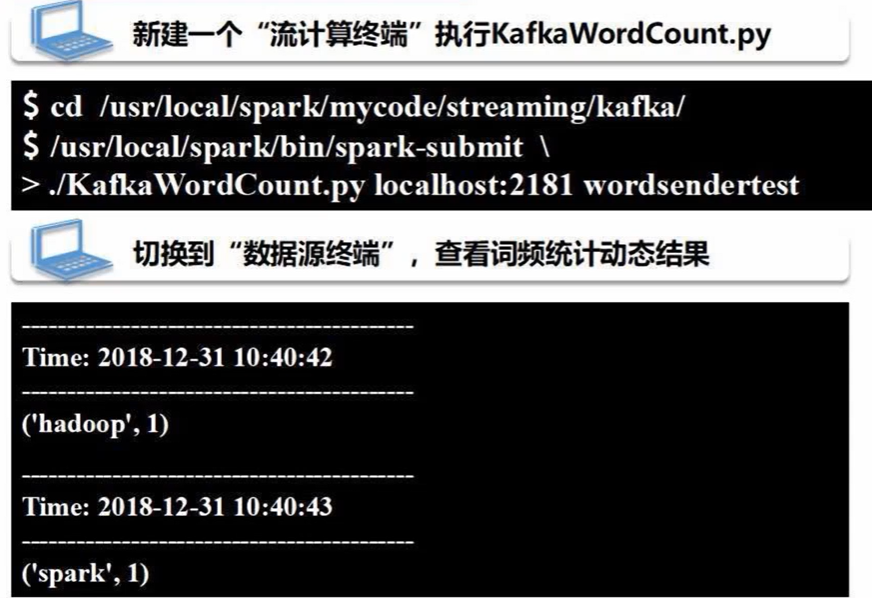 新建一个“流计算终端”执行KafkaWordCount.py
$ cd /usr/local/spark/mycode/streaming/kafka/
$ /usr/local/spark/bin/spark-submit \
> ./KafkaWordCount.py localhost:2181 wordsendertest
切换到“数据源终端”，查看词频统计动态结果
-------------------------------------------
Time: 2018-12-31 10:40:42
-------------------------------------------
('hadoop', 1)
-------------------------------------------
Time: 2018-12-31 10:40:43
-------------------------------------------
('spark', 1)